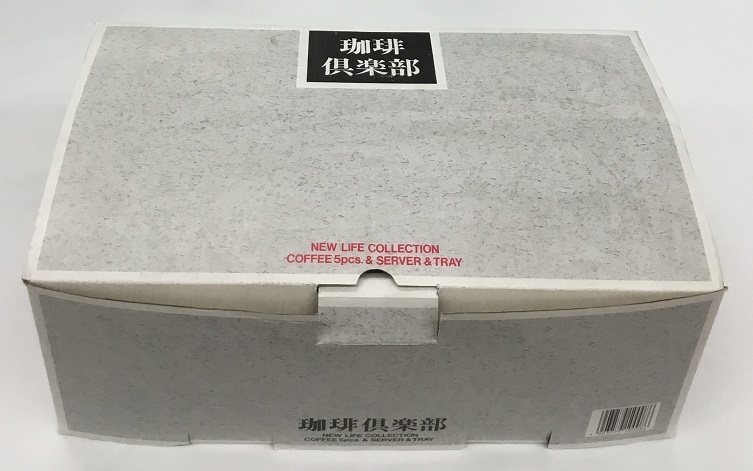 珈琲
倶楽部
NEW LIFE COLLECTION
COFFEE 5pcs. & SERVER & TRAY
珈琲倶楽部
NEW LIFE COLLECTION
COFFEE 5pcs. & SERVER & TRAY